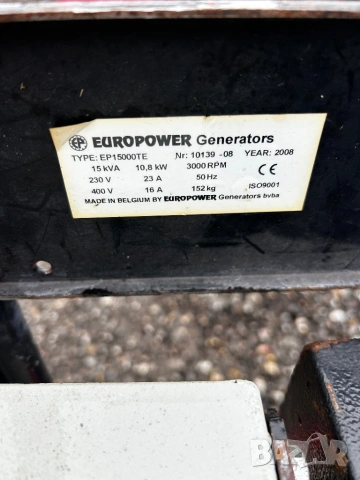 EP EUROPOWER Generators
TYPE: EP15000TE Nr: 10139 -08 YEAR: 2008
15 kVA 10,8 kW 3000 RPM CE
230 V 23 A 50 Hz
400 V 16 A 152 kg ISO9001
MADE IN BELGIUM BY EUROPOWER Generators bvba
BAZAR